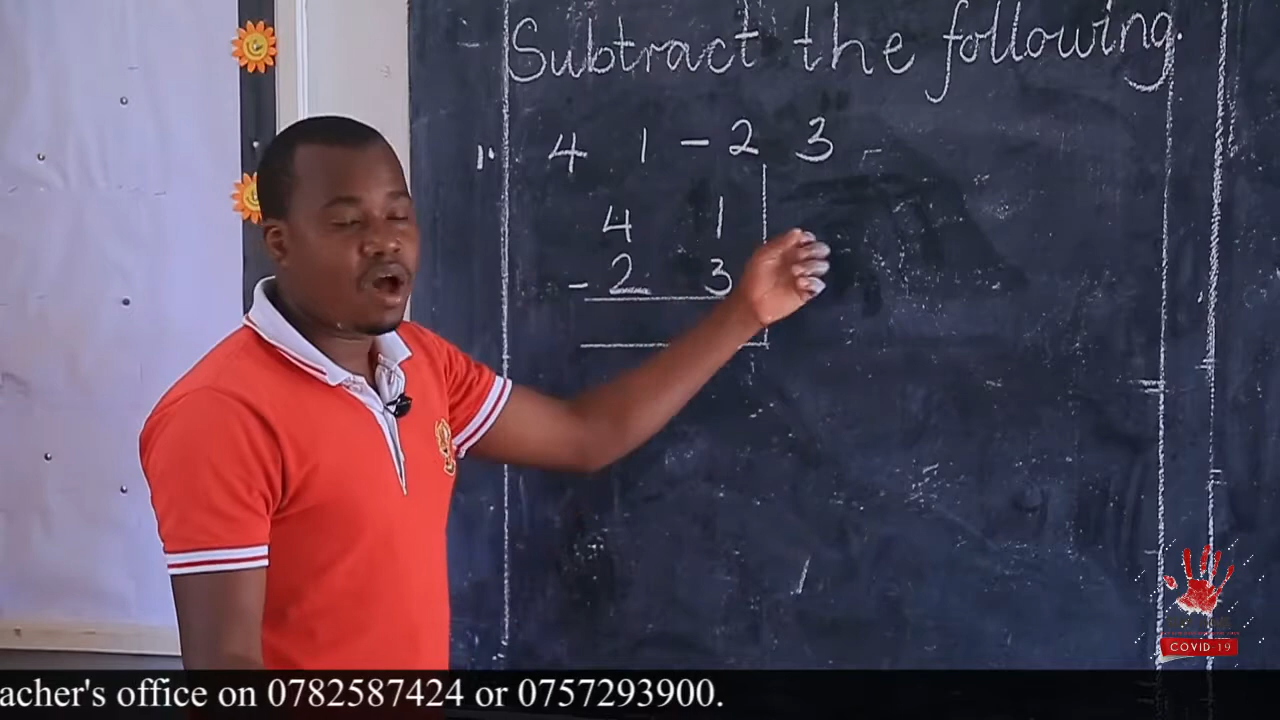 Subtract the following.
1. 4 1 - 2 3 =
4 1
- 2 3
COVID-19
acher's office on 0782587424 or 0757293900.